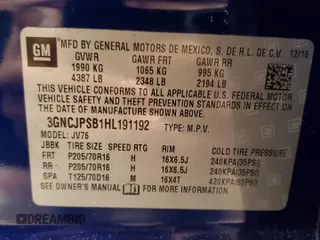 GM
MFD BY GENERAL MOTORS DE MEXICO, S. DE R.L. DE C.V. 12/16
GVWR GAWR FRT GAWR RR
1990 KG 1065 KG 995 KG
4387 LB 2348 LB 2194 LB
THIS VEHICLE CONFORMS TO ALL APPLICABLE U.S. FEDERAL
MOTOR VEHICLE SAFETY, BUMPER, AND THEFT PREVENTION
STANDARDS IN EFFECT ON THE DATE OF MANUFACTURE SHOWN ABOVE.
3GNCJPSB1HL191192 TYPE: M.P.V.
MODEL: JV76
JBBK TIRE SIZE SPEED RTG RIM COLD TIRE PRESSURE
FRT P205/70R16 H 16X6.5J 240KPA(35PSI)
RR P205/70R16 H 16X6.5J 240KPA(35PSI)
SPA T125/70D16 M 16X4T 420KPA(60PSI)
SEE OWNER'S MANUAL FOR MORE INFORMATION.
DREAMBID